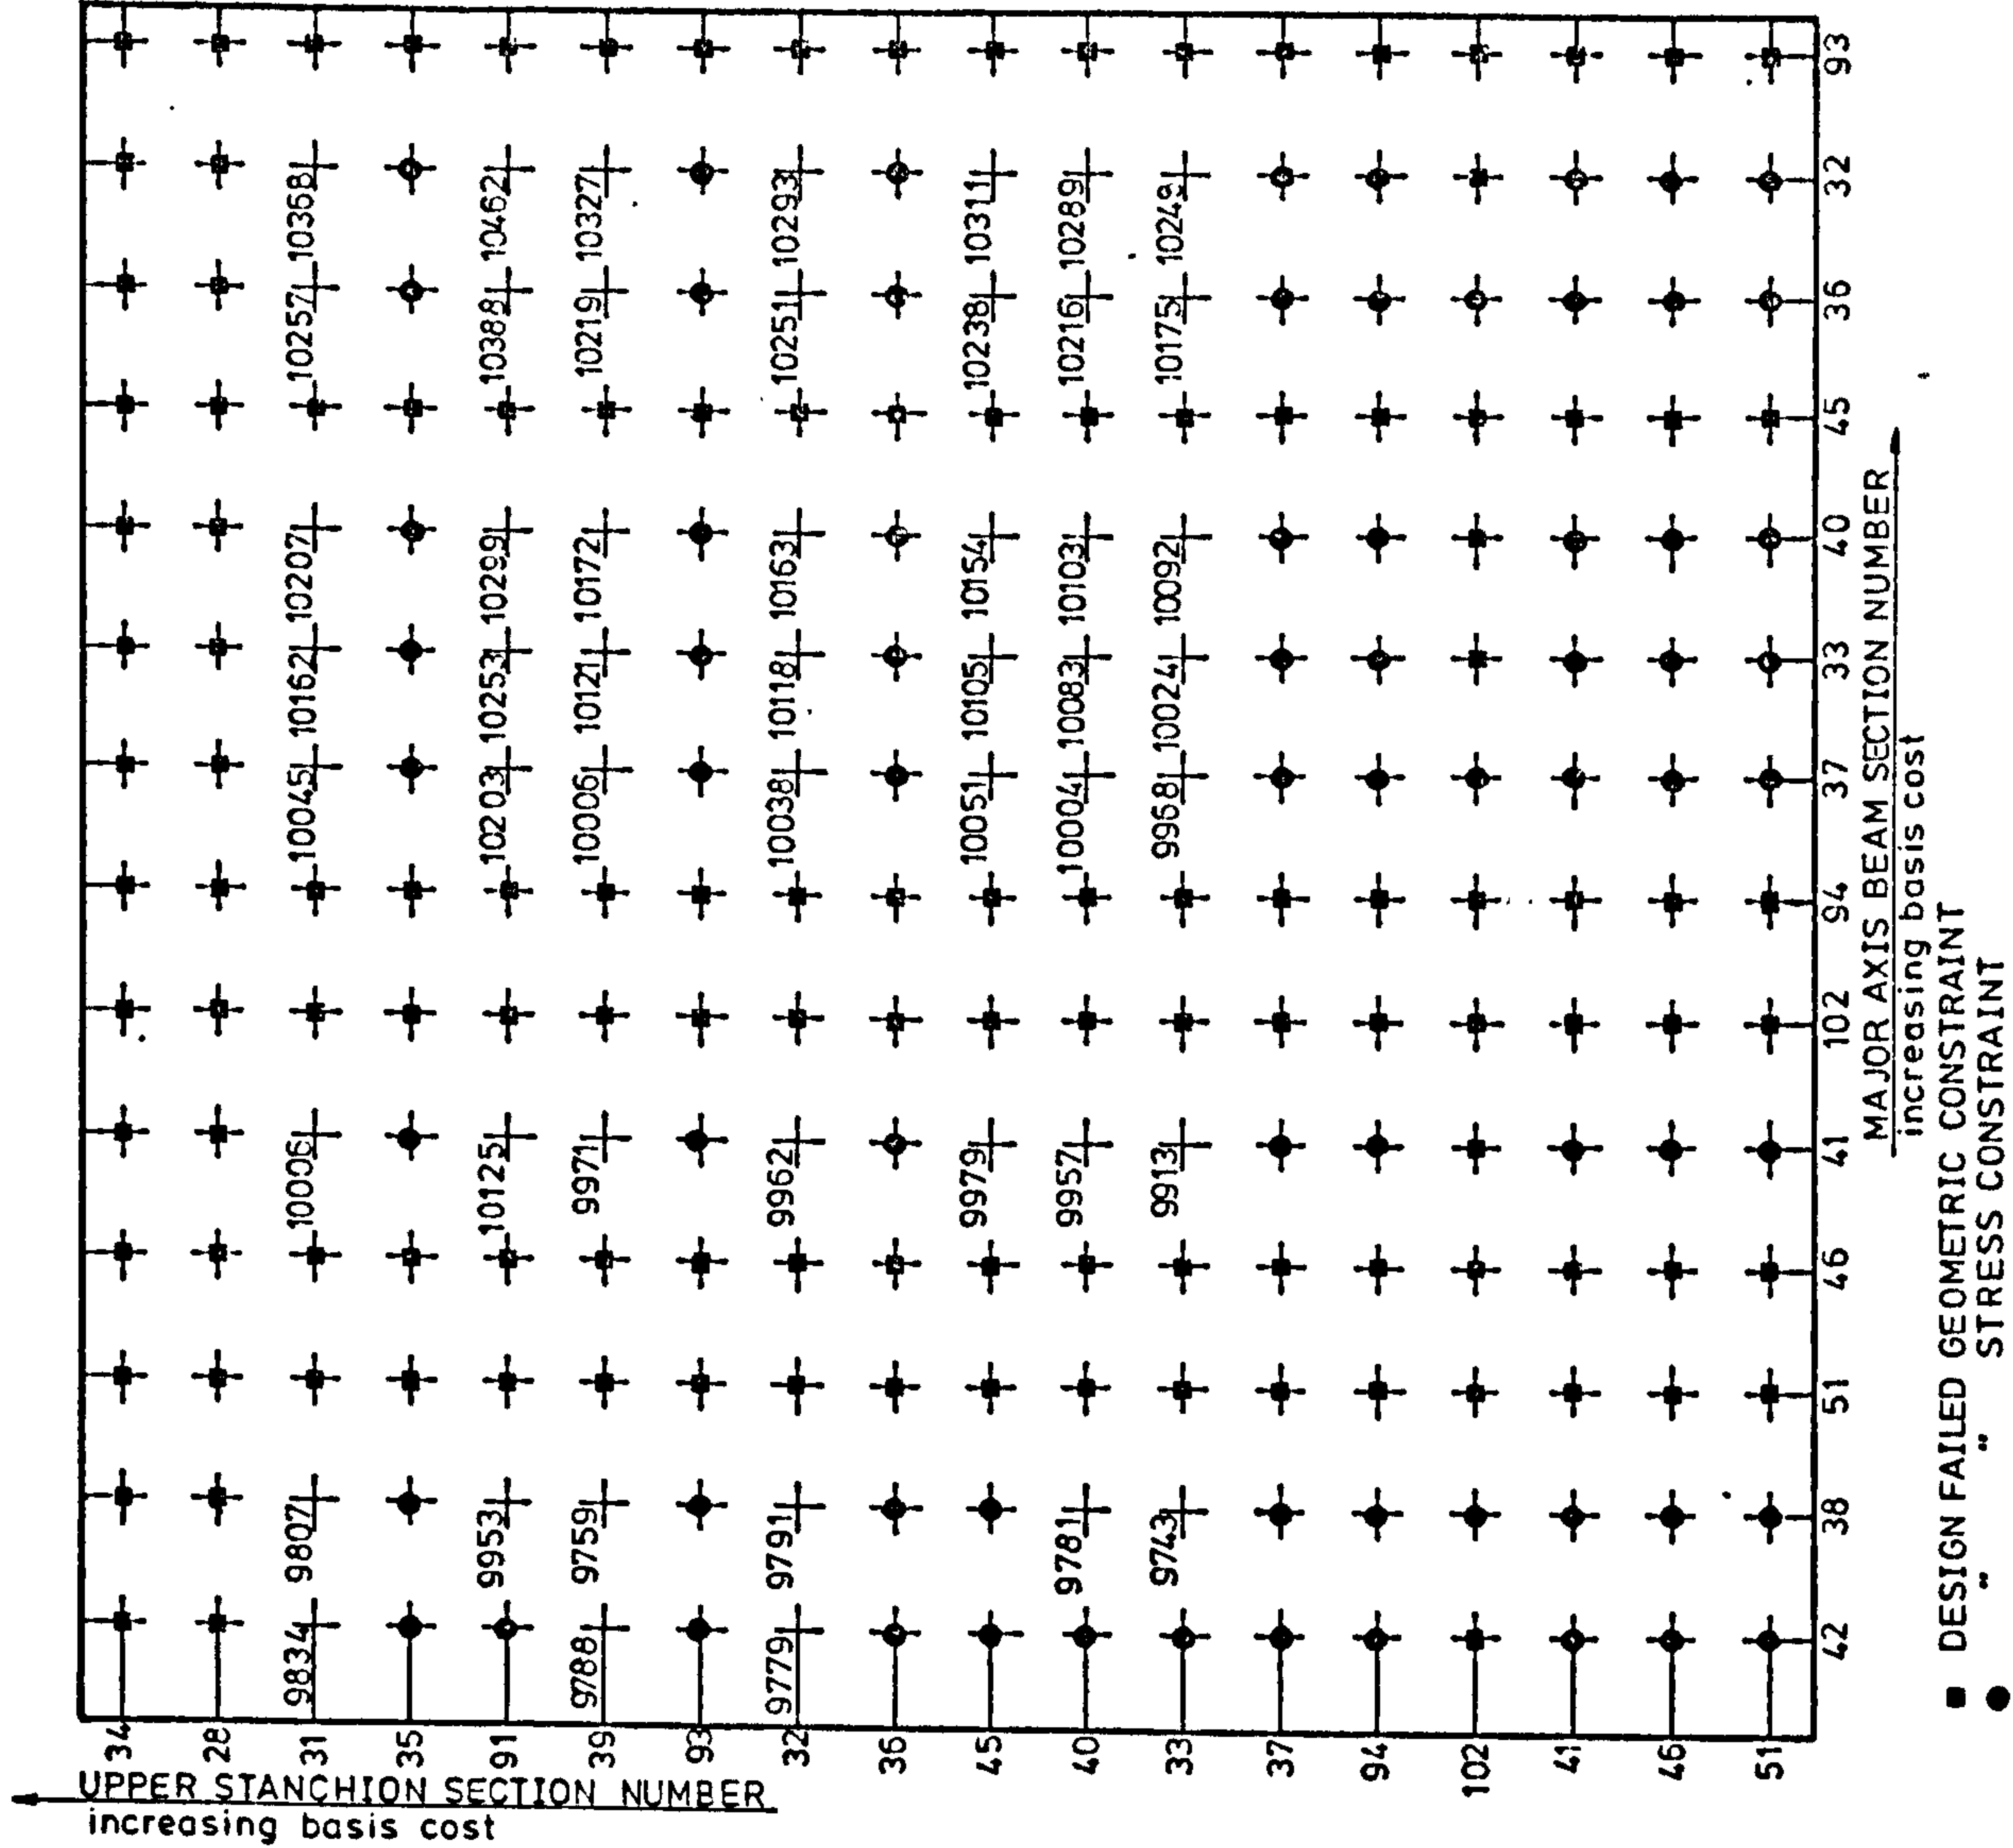 UPPER STANCHION SECTION NUMBER
increasing basis cost
34
28
31 9834 9807 10006 10045 10162 10207 10257 10368
35
91 9953 10125 10203 10253 10299 10388 10462
39 9788 9759 9971 10006 10121 10172 10219 10327
93
32 9779 9791 9962 10038 10118 10163 10251 10293
36
45 9979 10051 10105 10154 10238 10311
40 9781 9957 10004 10083 10103 10216 10289
33 9743 9913 9968 10024 10092 10175 10249
37
94
102
41
46
51
42 38 51 46 41 102 94 37 33 40 45 36 32 93
MAJOR AXIS BEAM SECTION NUMBER
increasing basis cost
■ DESIGN FAILED GEOMETRIC CONSTRAINT
● " " STRESS CONSTRAINT